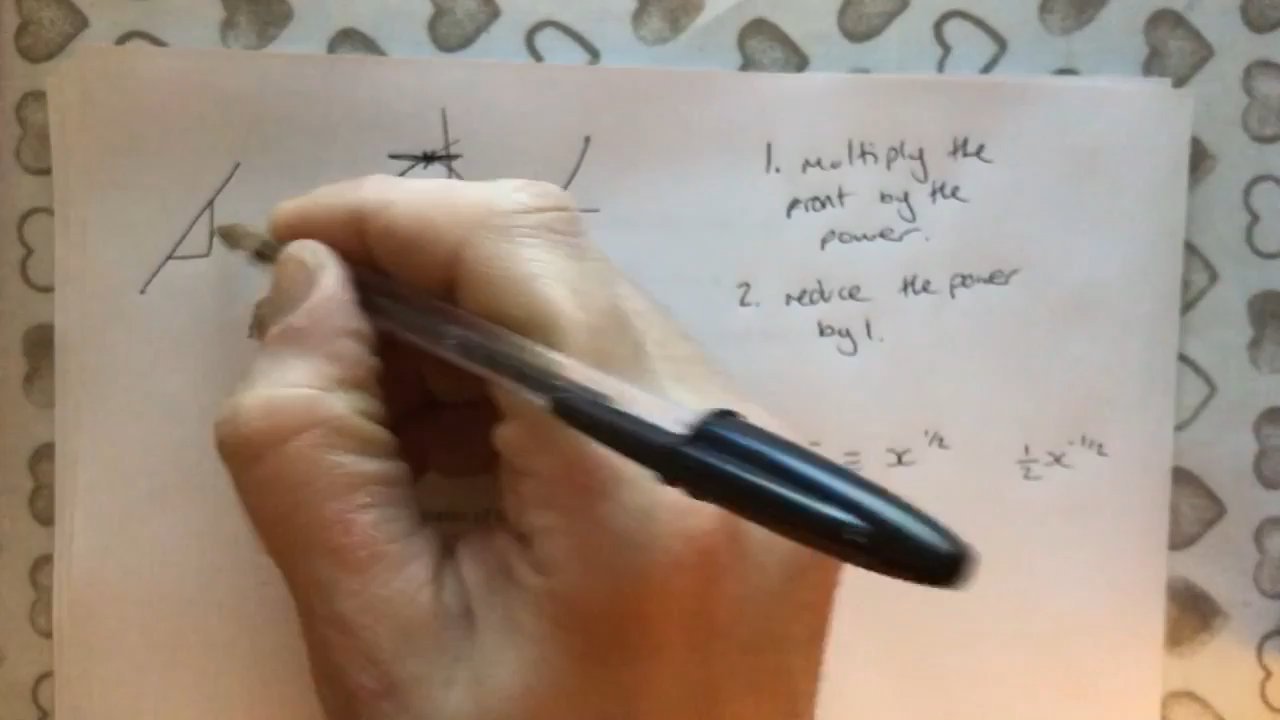 1. Multiply the
front by the
power.
2. reduce the power
by 1.
= x^1/2 1/2 x^-1/2